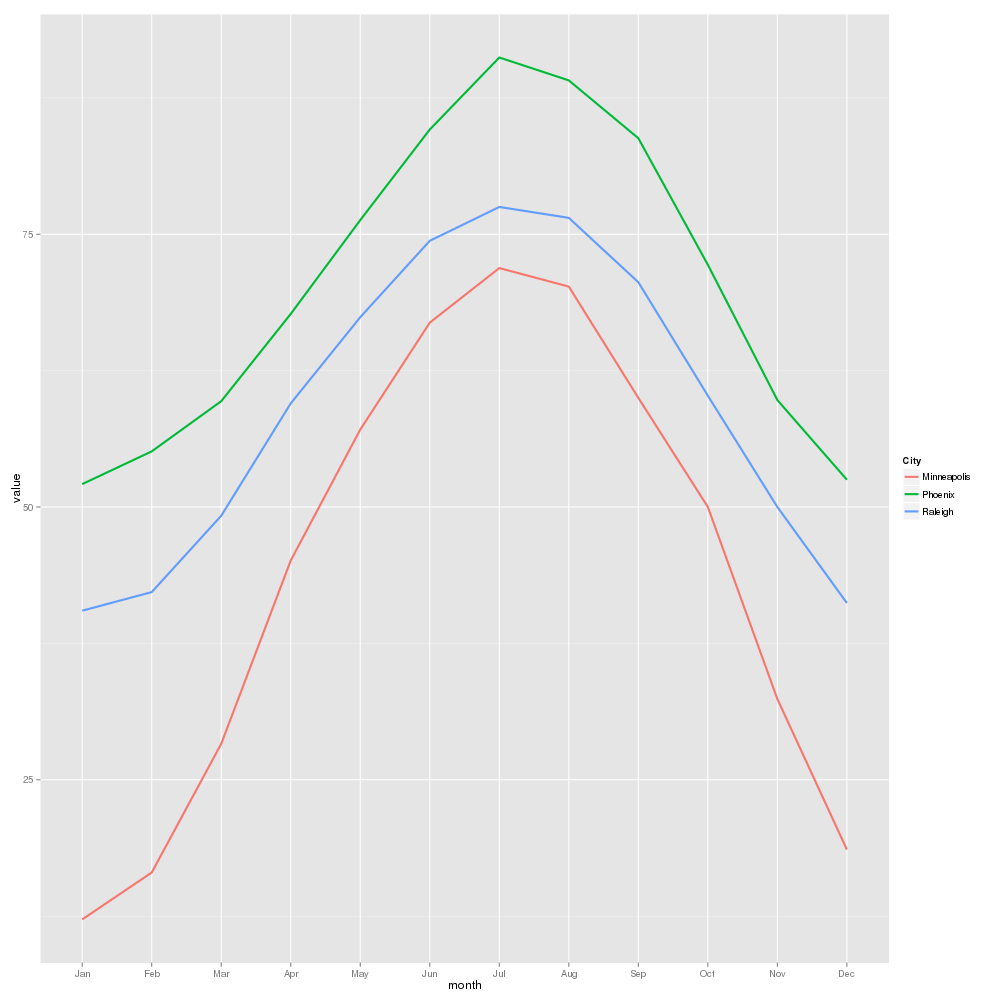 value
75
50
25
Jan Feb Mar Apr May Jun Jul Aug Sep Oct Nov Dec
month
City
Minneapolis
Phoenix
Raleigh